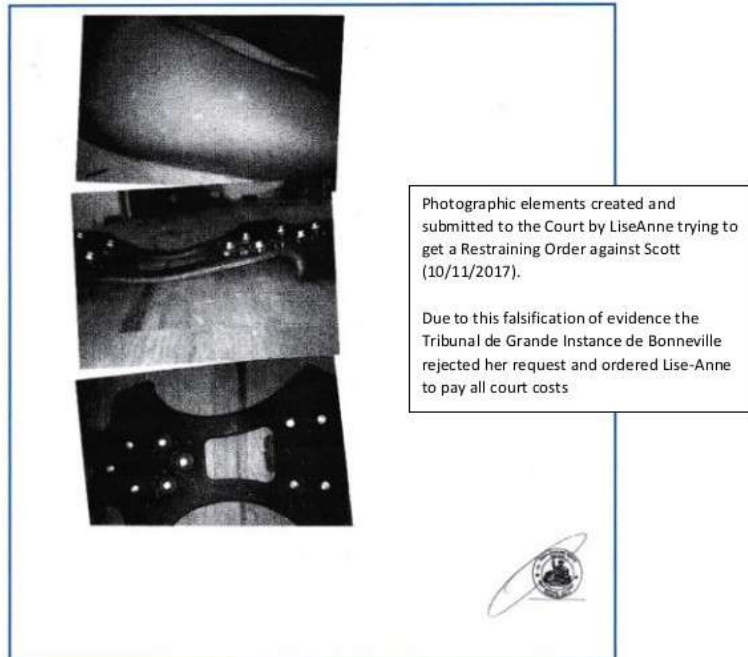 Photographic elements created and
submitted to the Court by LiseAnne trying to
get a Restraining Order against Scott
(10/11/2017).
Due to this falsification of evidence the
Tribunal de Grande Instance de Bonneville
rejected her request and ordered Lise-Anne
to pay all court costs